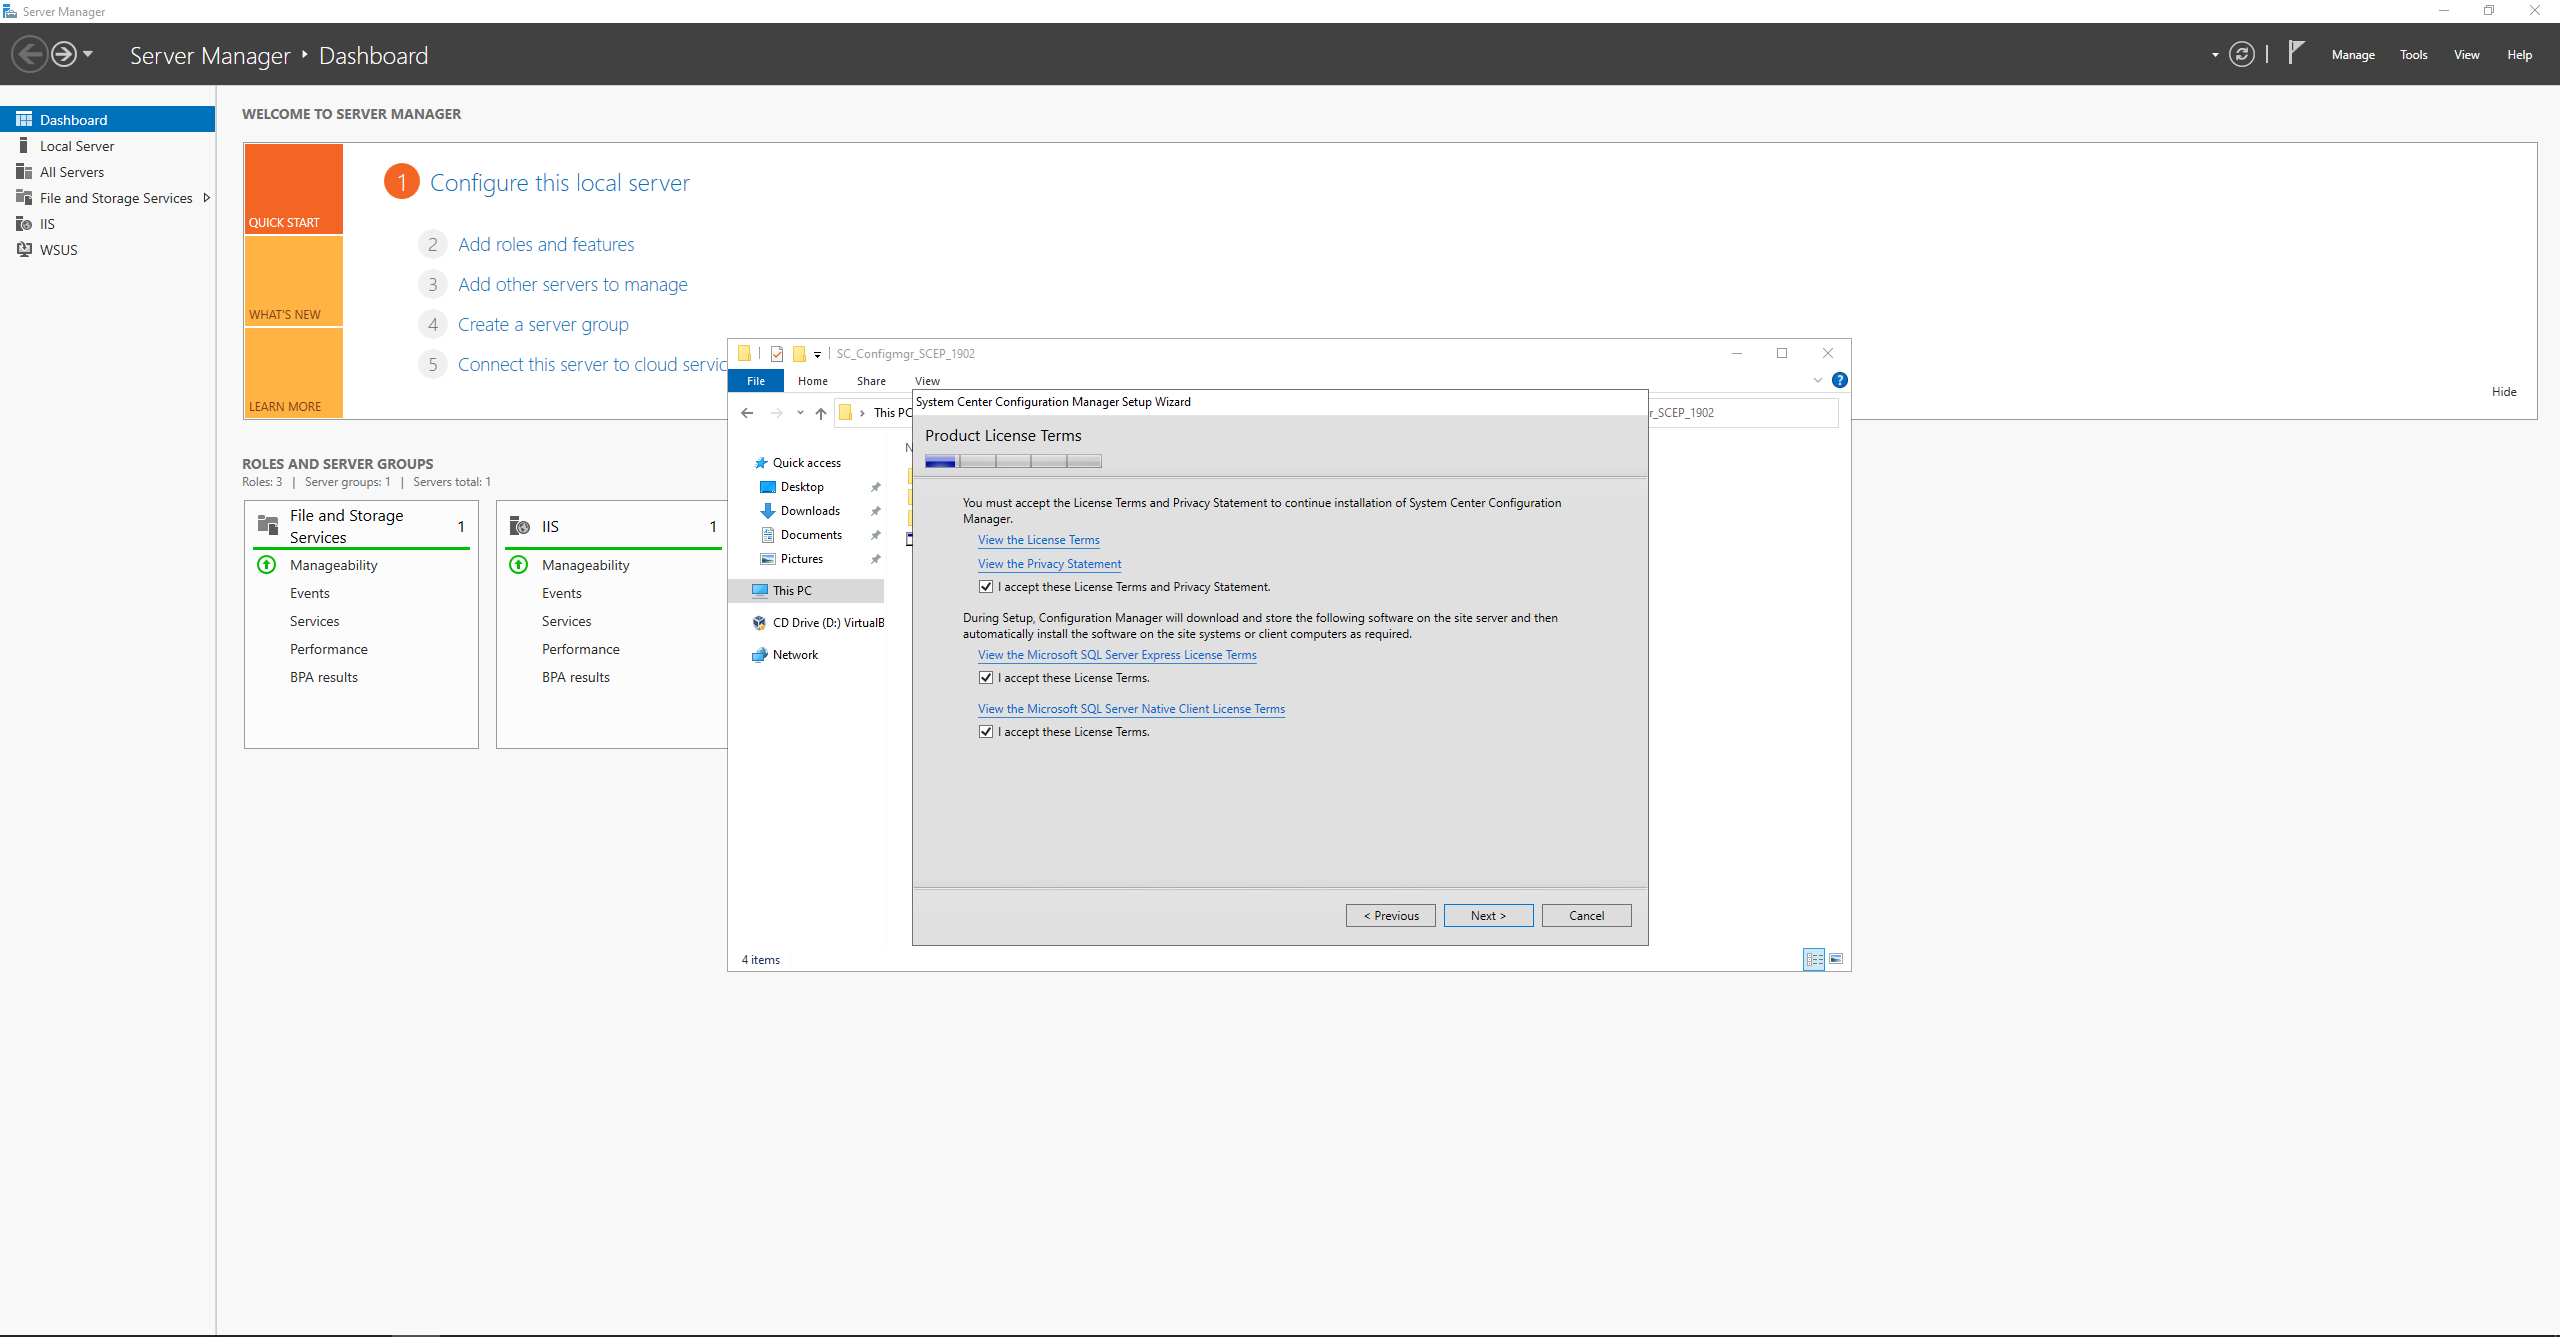 Server Manager
Server Manager ‣ Dashboard
Manage Tools View Help
Dashboard
Local Server
All Servers
File and Storage Services
IIS
WSUS
WELCOME TO SERVER MANAGER
QUICK START
WHAT'S NEW
LEARN MORE
1 Configure this local server
2 Add roles and features
3 Add other servers to manage
4 Create a server group
5 Connect this server to cloud servic
Hide
ROLES AND SERVER GROUPS
Roles: 3 | Server groups: 1 | Servers total: 1
File and Storage Services 1
Manageability
Events
Services
Performance
BPA results
IIS 1
Manageability
Events
Services
Performance
BPA results
SC_Configmgr_SCEP_1902
File Home Share View
This PC
r_SCEP_1902
Quick access
Desktop
Downloads
Documents
Pictures
This PC
CD Drive (D:) VirtualB
Network
4 items
System Center Configuration Manager Setup Wizard
Product License Terms
You must accept the License Terms and Privacy Statement to continue installation of System Center Configuration
Manager.
View the License Terms
View the Privacy Statement
I accept these License Terms and Privacy Statement.
During Setup, Configuration Manager will download and store the following software on the site server and then
automatically install the software on the site systems or client computers as required.
View the Microsoft SQL Server Express License Terms
I accept these License Terms.
View the Microsoft SQL Server Native Client License Terms
I accept these License Terms.
< Previous Next > Cancel